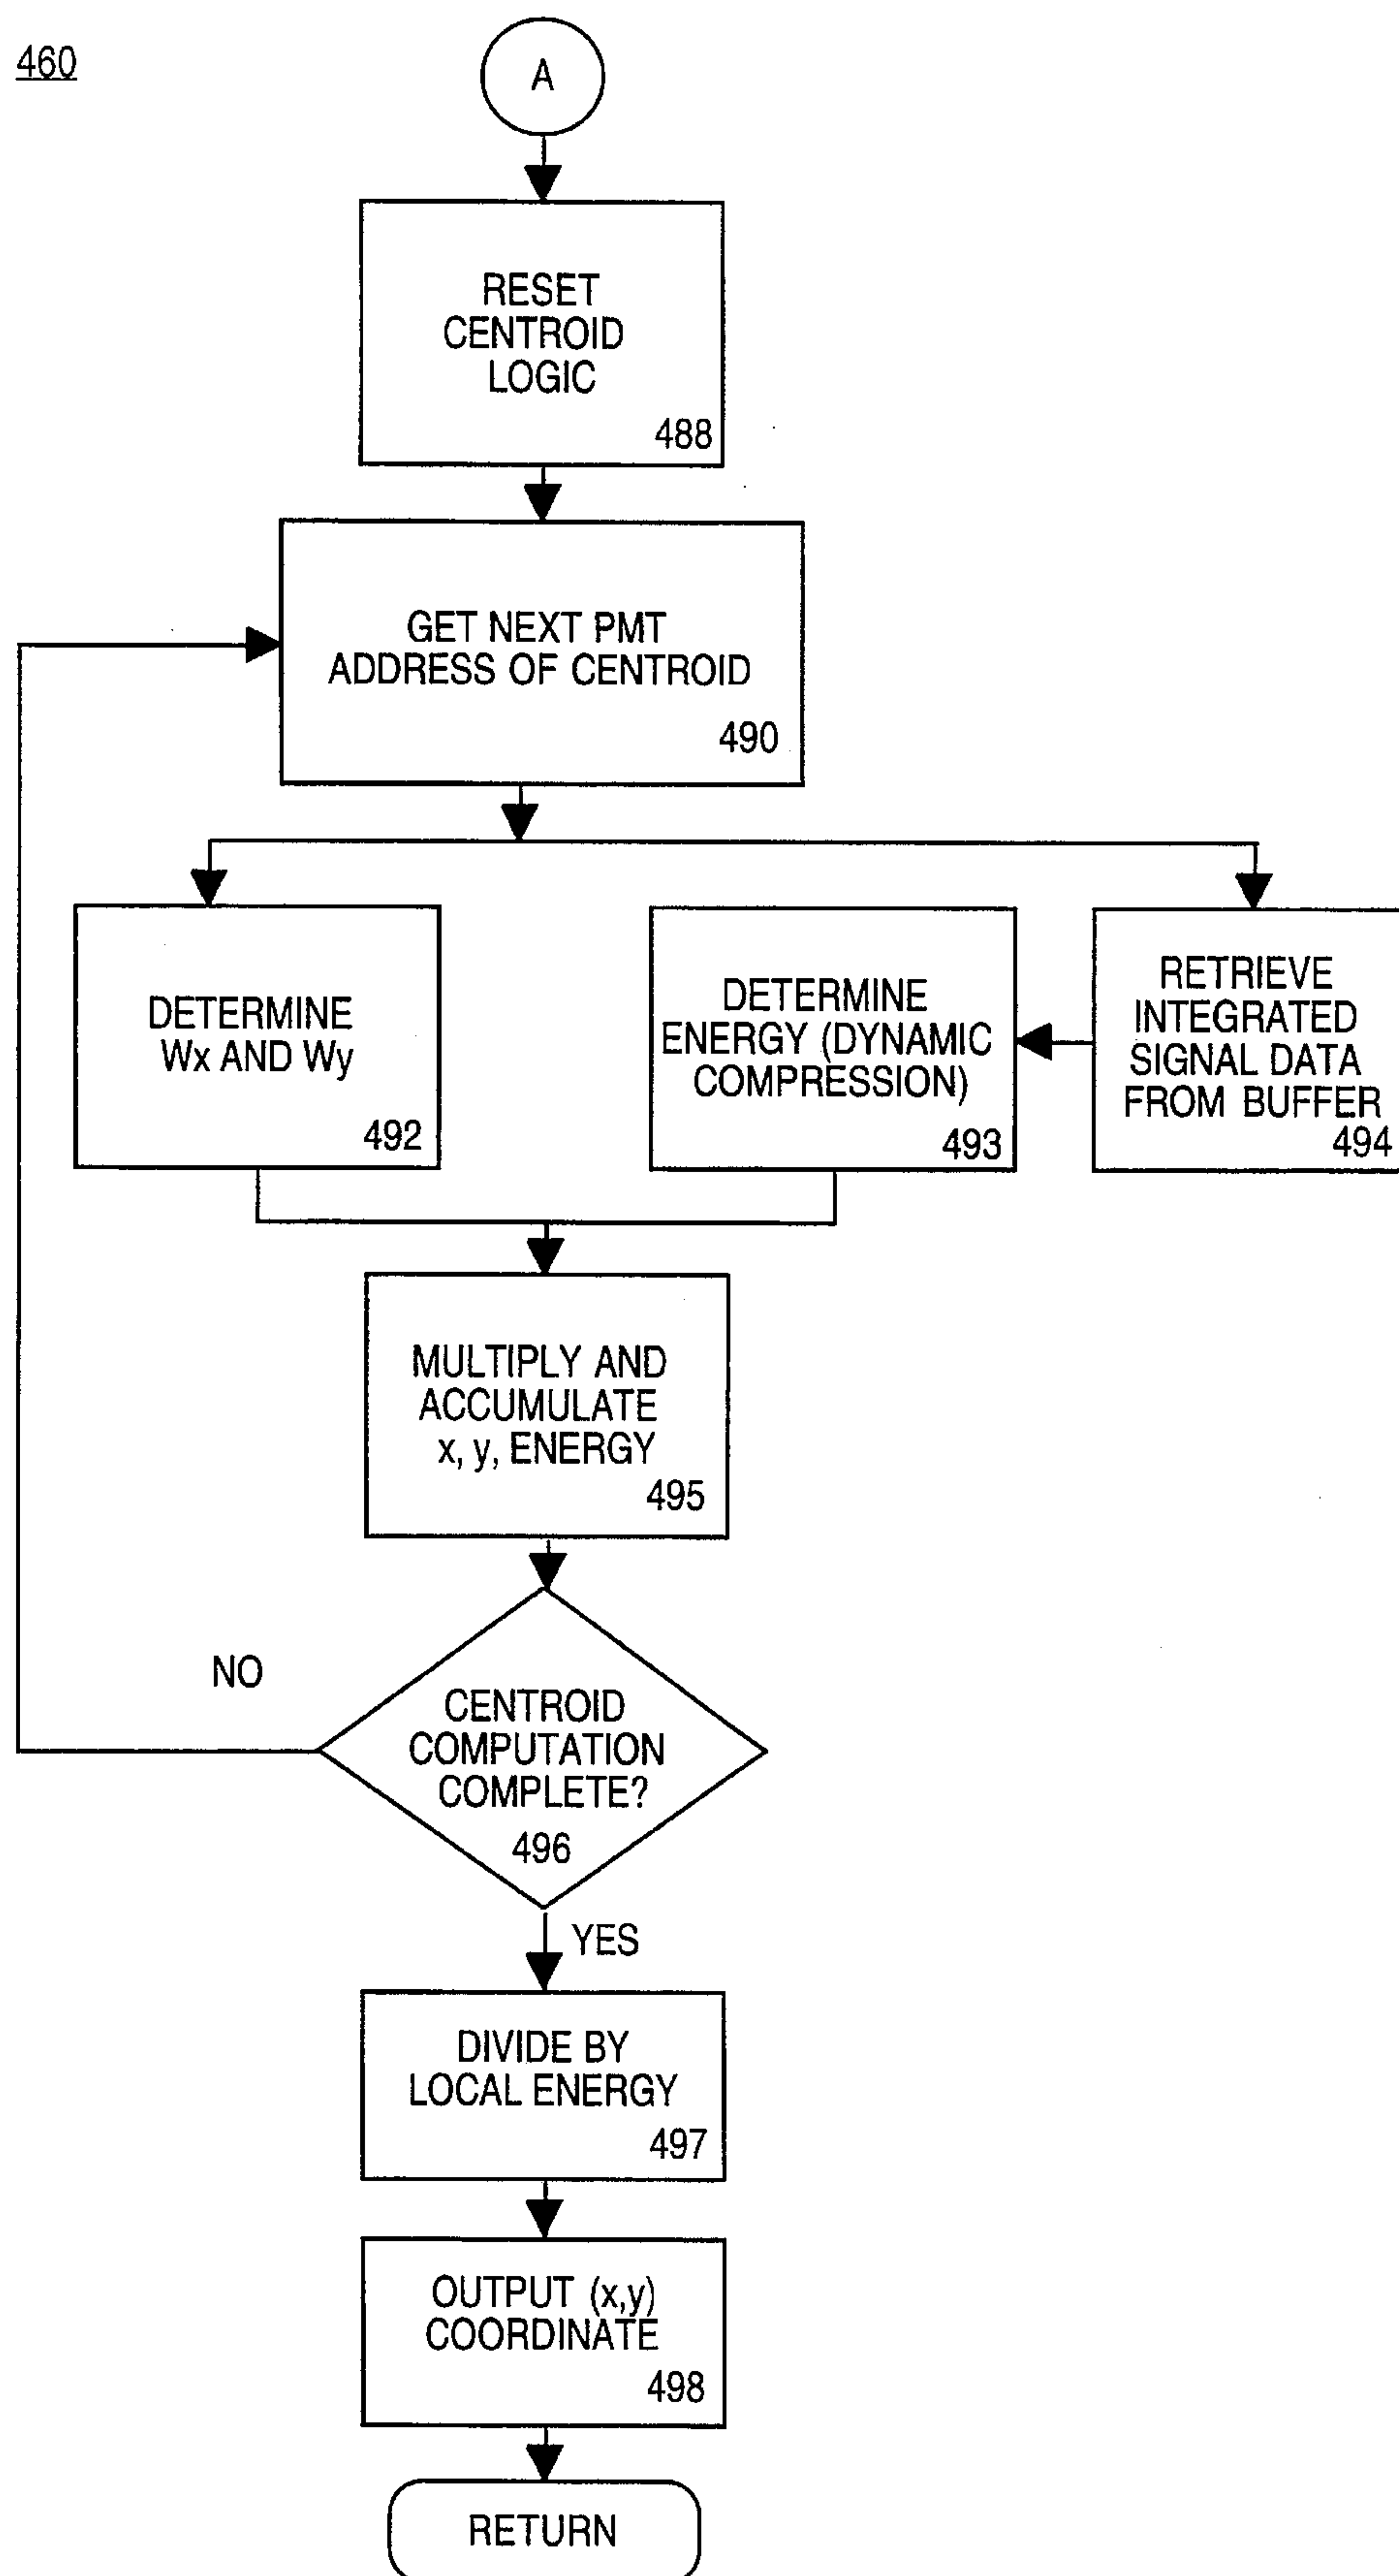 460
A
RESET
CENTROID
LOGIC
488
GET NEXT PMT
ADDRESS OF CENTROID
490
DETERMINE
Wx AND Wy
492
DETERMINE
ENERGY (DYNAMIC
COMPRESSION)
493
RETRIEVE
INTEGRATED
SIGNAL DATA
FROM BUFFER
494
MULTIPLY AND
ACCUMULATE
x, y, ENERGY
495
NO
CENTROID
COMPUTATION
COMPLETE?
496
YES
DIVIDE BY
LOCAL ENERGY
497
OUTPUT (x,y)
COORDINATE
498
RETURN